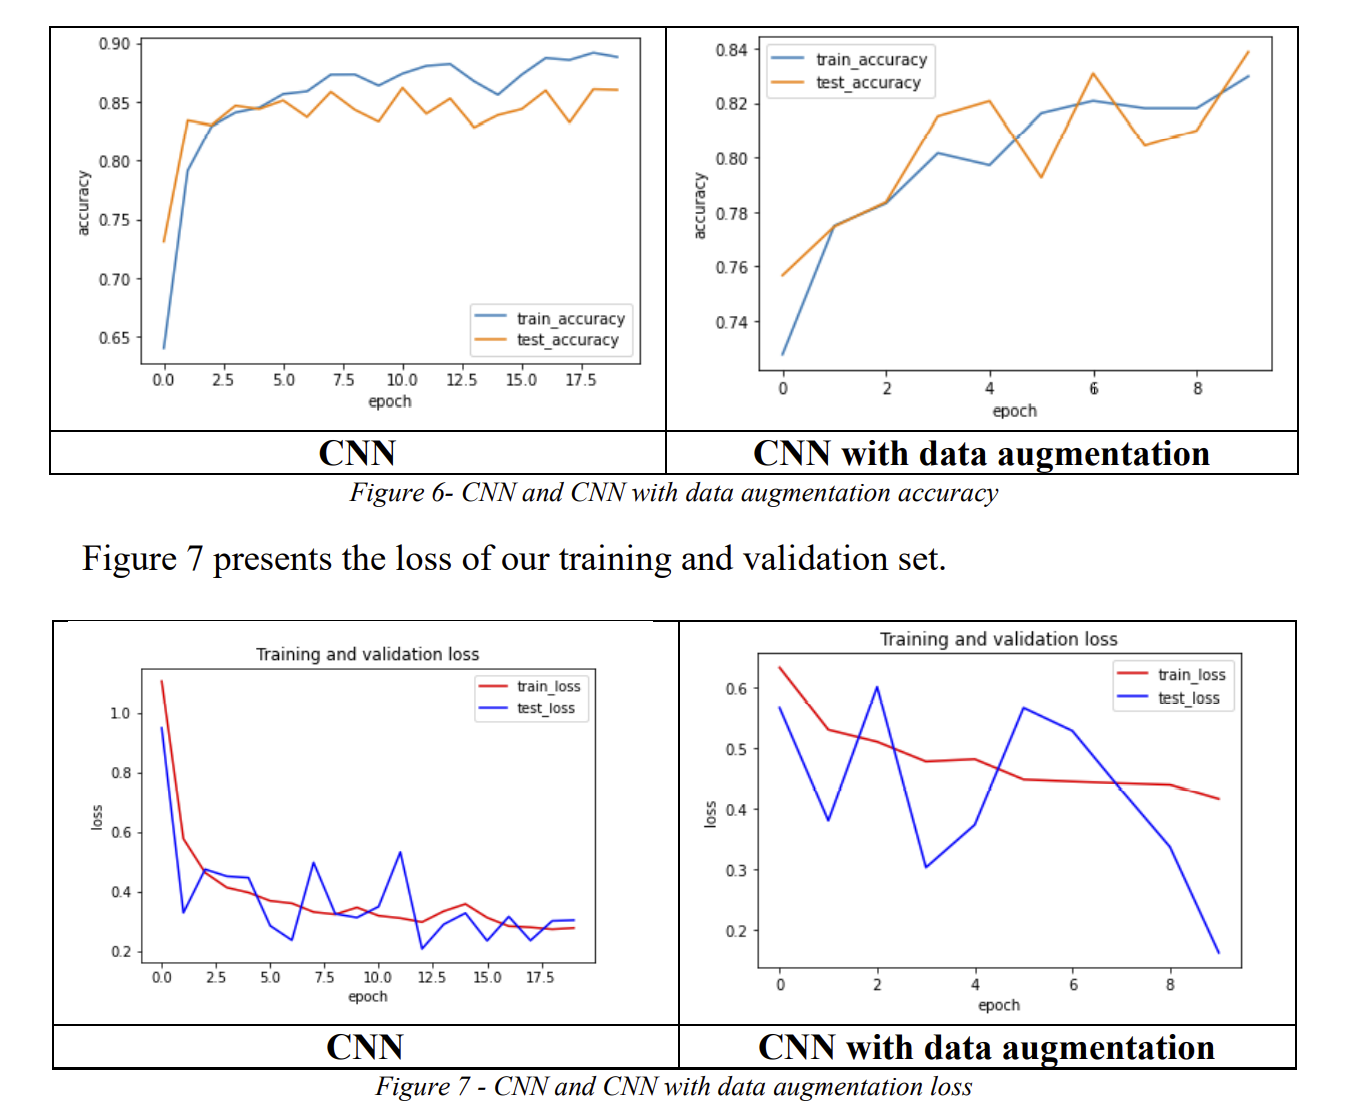 0.90
0.85
0.80
0.75
0.70
0.65
accuracy
train_accuracy
test_accuracy
0.0 2.5 5.0 7.5 10.0 12.5 15.0 17.5
epoch
0.84
0.82
0.80
0.78
0.76
0.74
accuracy
train_accuracy
test_accuracy
0 2 4 6 8
epoch
CNN
CNN with data augmentation
Figure 6- CNN and CNN with data augmentation accuracy
Figure 7 presents the loss of our training and validation set.
Training and validation loss
1.0
0.8
0.6
0.4
0.2
loss
train_loss
test_loss
0.0 2.5 5.0 7.5 10.0 12.5 15.0 17.5
epoch
Training and validation loss
0.6
0.5
0.4
0.3
0.2
loss
train_loss
test_loss
0 2 4 6 8
epoch
CNN
CNN with data augmentation
Figure 7 - CNN and CNN with data augmentation loss